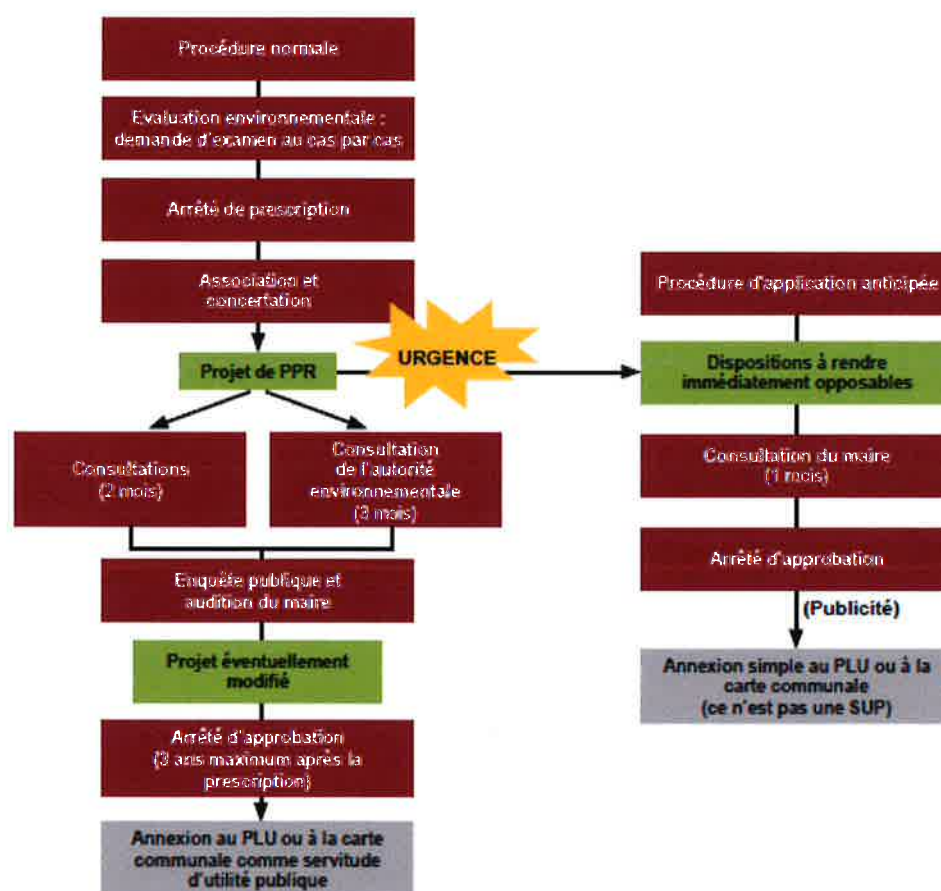 Procédure normale
Evaluation environnementale :
demande d'examen au cas par cas
Arrêté de prescription
Association et
concertation
URGENCE
Projet de PPR
Consultations
(2 mois)
Consultation
de l'autorité
environnementale
(3 mois)
Enquête publique et
audition du maire
Projet éventuellement
modifié
Arrêté d'approbation
(3 ans maximum après la
prescription)
Annexion au PLU ou à la carte
communale comme servitude
d'utilité publique
Procédure d'application anticipée
Dispositions à rendre
immédiatement opposables
Consultation du maire
(1 mois)
Arrêté d'approbation
(Publicité)
Annexion simple au PLU ou à la
carte communale
(ce n'est pas une SUP)